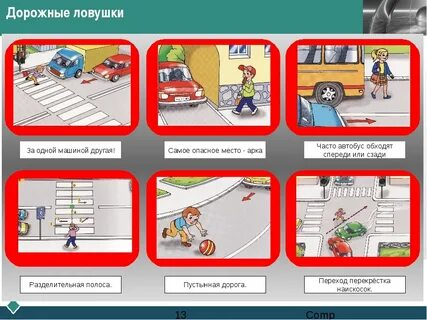 Дорожные ловушки
За одной машиной другая!
Самое опасное место - арка
Часто автобус обходят
спереди или сзади
Разделительная полоса.
Пустынная дорога.
Переход перекрёстка
наискосок.
13
Comp